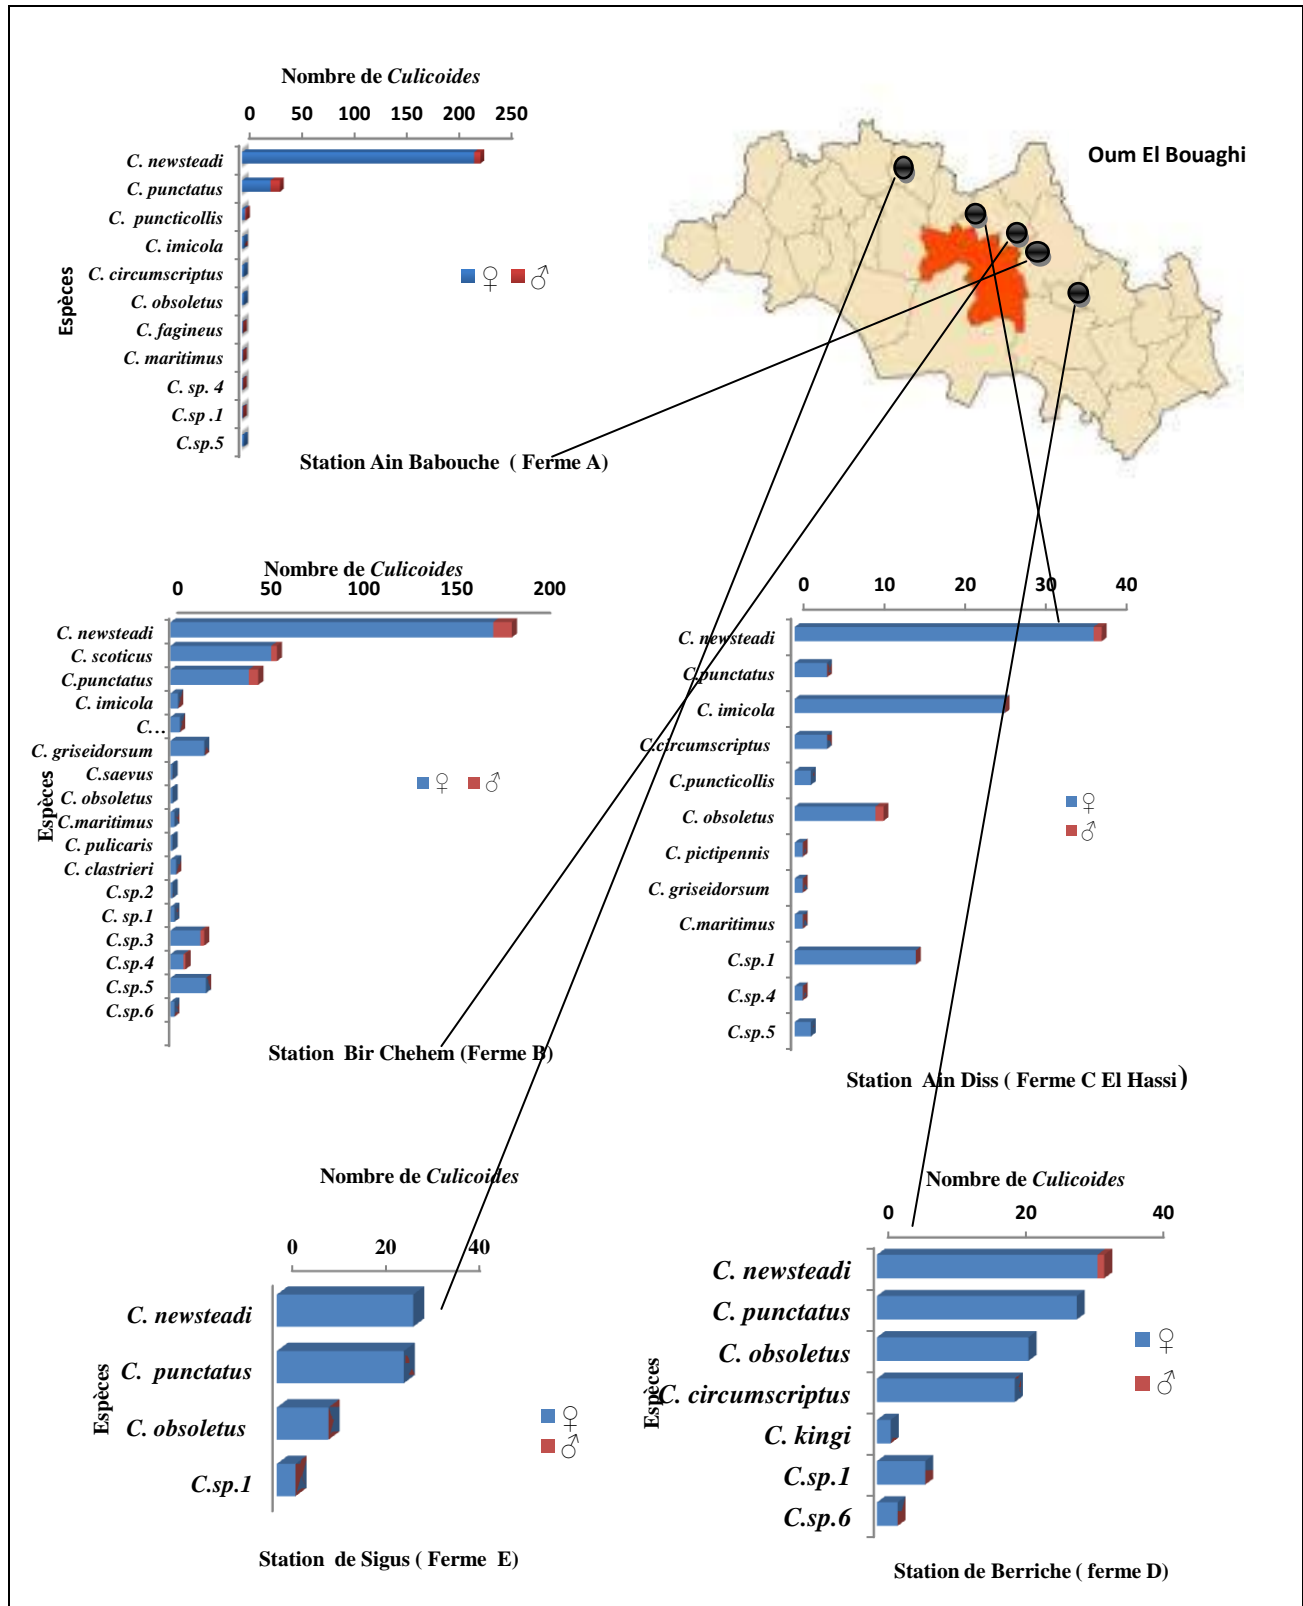 Nombre de Culicoides
0 50 100 150 200 250
Oum El Bouaghi
Espèces
C. newsteadi
C. punctatus
C. puncticollis
C. imicola
C. circumscriptus
C. obsoletus
C. fagineus
C. maritimus
C. sp. 4
C.sp .1
C.sp.5
♀ ♂
Station Ain Babouche ( Ferme A)
Nombre de Culicoides
0 50 100 150 200
Espèces
C. newsteadi
C. scoticus
C.punctatus
C. imicola
C…
C. griseidorsum
C.saevus
C. obsoletus
C.maritimus
C. pulicaris
C. clastrieri
C.sp.2
C. sp.1
C.sp.3
C.sp.4
C.sp.5
C.sp.6
♀ ♂
Station Bir Chehem (Ferme B)
0 10 20 30 40
C. newsteadi
C.punctatus
C. imicola
C.circumscriptus
C.puncticollis
C. obsoletus
C. pictipennis
C. griseidorsum
C.maritimus
C.sp.1
C.sp.4
C.sp.5
♀
♂
Station Ain Diss ( Ferme C El Hassi)
Nombre de Culicoides
0 20 40
Espèces
C. newsteadi
C. punctatus
C. obsoletus
C.sp.1
♀
♂
Station de Sigus ( Ferme E)
Nombre de Culicoides
0 20 40
Espèces
C. newsteadi
C. punctatus
C. obsoletus
C. circumscriptus
C. kingi
C.sp.1
C.sp.6
♀
♂
Station de Berriche ( ferme D)